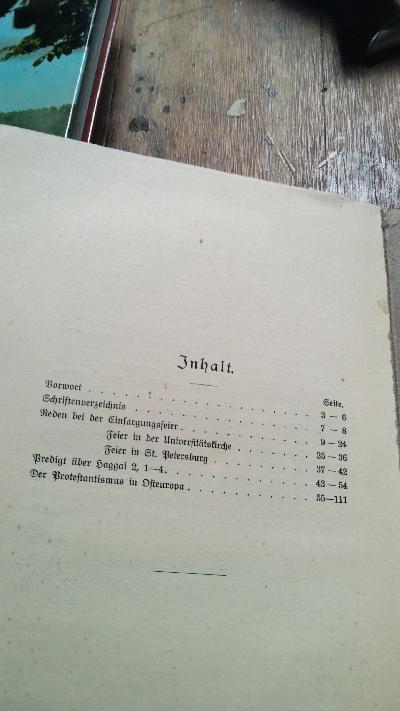 Inhalt.
Seite.
Vorwort . . . . . . . . . . . . . . . 3 — 6
Schriftenverzeichnis . . . . . . . . . . . . 7 — 8
Reden bei der Einsargungsfeier . . . . . . . . . 9 — 24
Feier in der Universitätskirche . . . . . . 25 — 36
Feier in St. Petersburg . . . . . . . . 37 — 42
Predigt über Haggai 2, 1—4. . . . . . . . . . 43 — 54
Der Protestantismus in Osteuropa . . . . . . . . 55—111